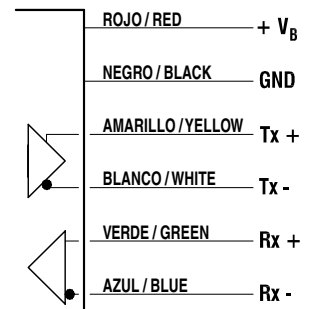 ROJO / RED + V_B
NEGRO / BLACK GND
AMARILLO / YELLOW Tx +
BLANCO / WHITE Tx -
VERDE / GREEN Rx +
AZUL / BLUE Rx -